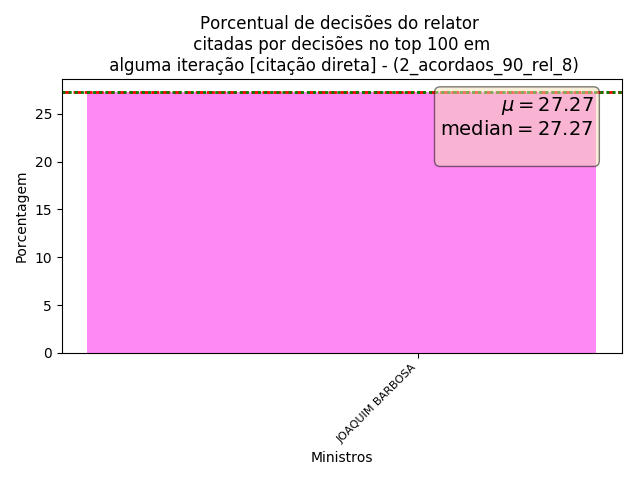 Porcentual de decisões do relator
citadas por decisões no top 100 em
alguma iteração [citação direta] - (2_acordaos_90_rel_8)
μ = 27.27
median = 27.27
25
20
15
10
5
0
Porcentagem
JOAQUIM BARBOSA
Ministros